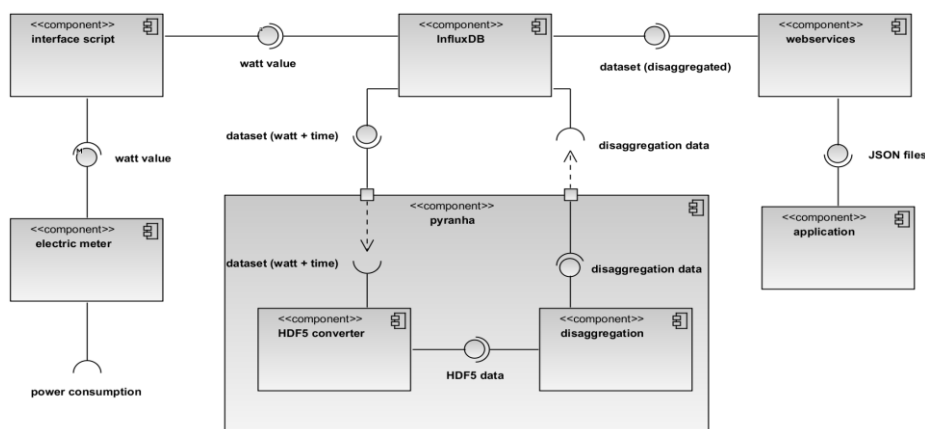 <<component>>
interface script
watt value
<<component>>
InfluxDB
dataset (disaggregated)
<<component>>
webservices
watt value
dataset (watt + time)
disaggregation data
JSON files
<<component>>
electric meter
<<component>>
pyranha
<<component>>
application
dataset (watt + time)
disaggregation data
<<component>>
HDF5 converter
HDF5 data
<<component>>
disaggregation
power consumption